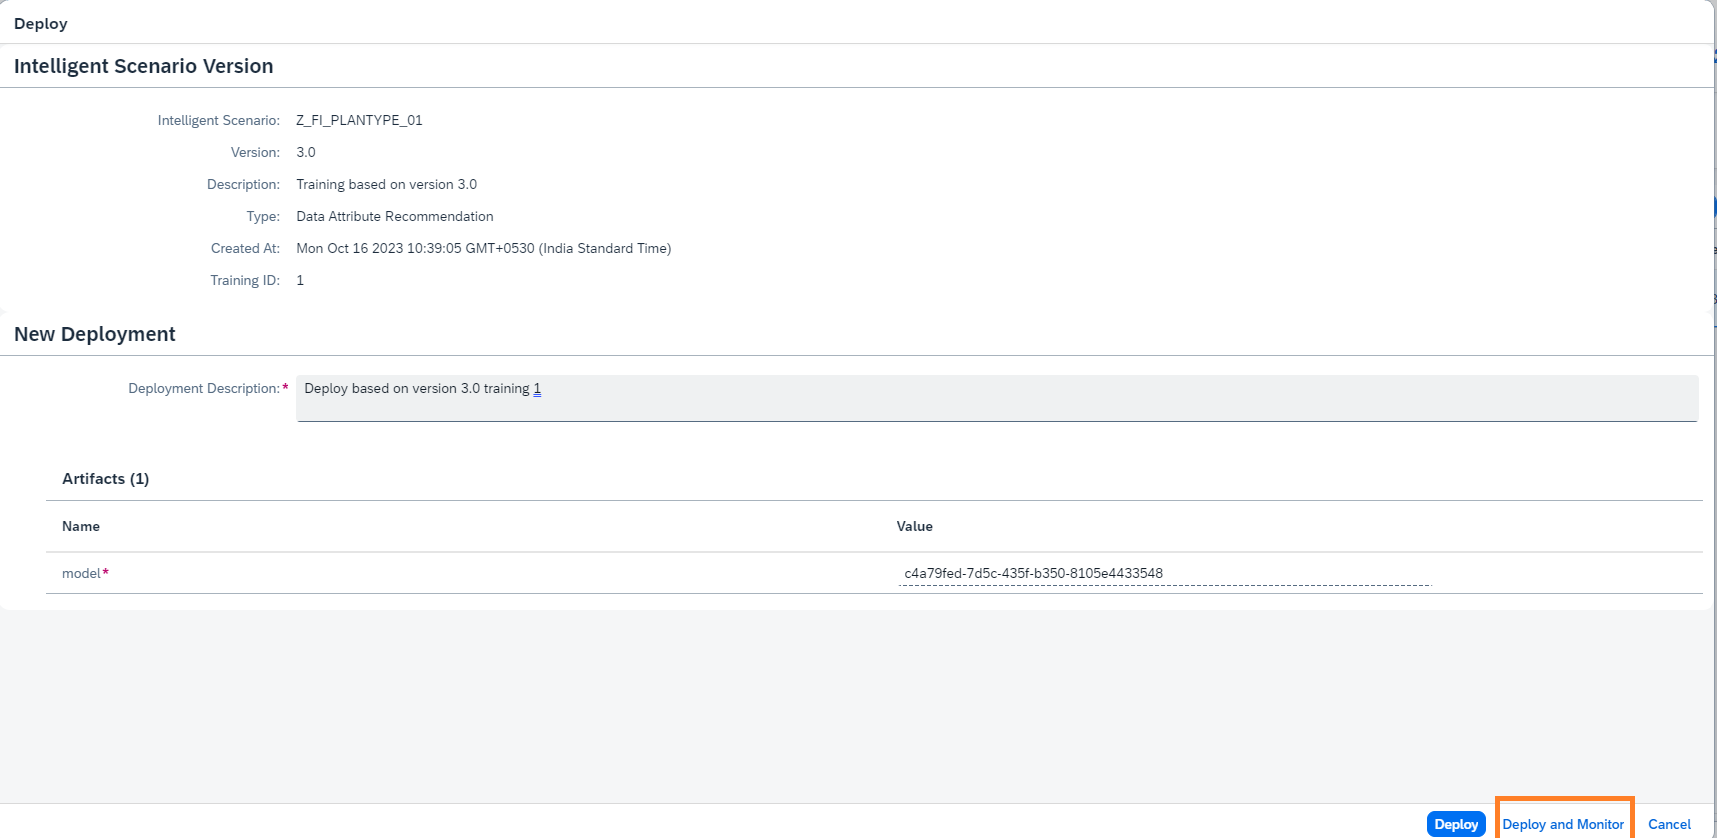 Deploy
Intelligent Scenario Version
Intelligent Scenario: Z_FI_PLANTYPE_01
Version: 3.0
Description: Training based on version 3.0
Type: Data Attribute Recommendation
Created At: Mon Oct 16 2023 10:39:05 GMT+0530 (India Standard Time)
Training ID: 1
New Deployment
Deployment Description:* Deploy based on version 3.0 training 1
Artifacts (1)
Name Value
model* c4a79fed-7d5c-435f-b350-8105e4433548
Deploy Deploy and Monitor Cancel